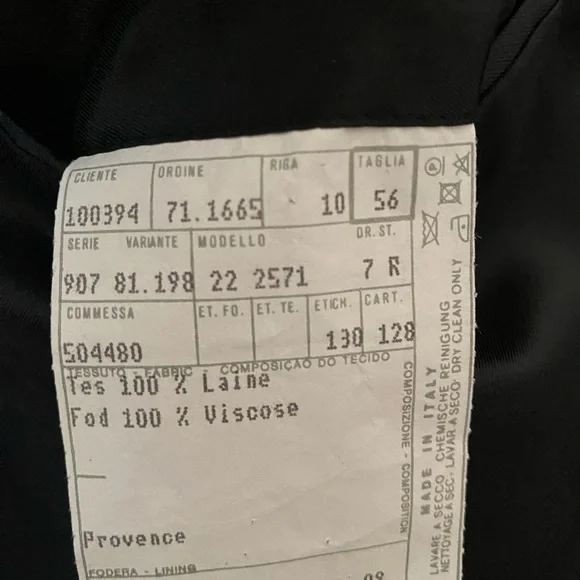 CLIENTE ORDINE RIGA TAGLIA
100394 71.1665 10 56
SERIE VARIANTE MODELLO DR.ST.
907 81.198 22 2571 7 R
COMMESSA ET. FO. ET. TE. ETICH. CART.
504480 130 128
TESSUTO - FABRIC - COMPOSIÇÃO DO TECIDO
Tes 100 % Laine
Fod 100 % Viscose
Provence
FODERA - LINING
COMPOSIZIONE - COMPOSITION
MADE IN ITALY
LAVARE A SECCO CHEMISCHE REINIGUNG
NETTOYAGE A SEC - LAVAR A SECO DRY CLEAN ONLY